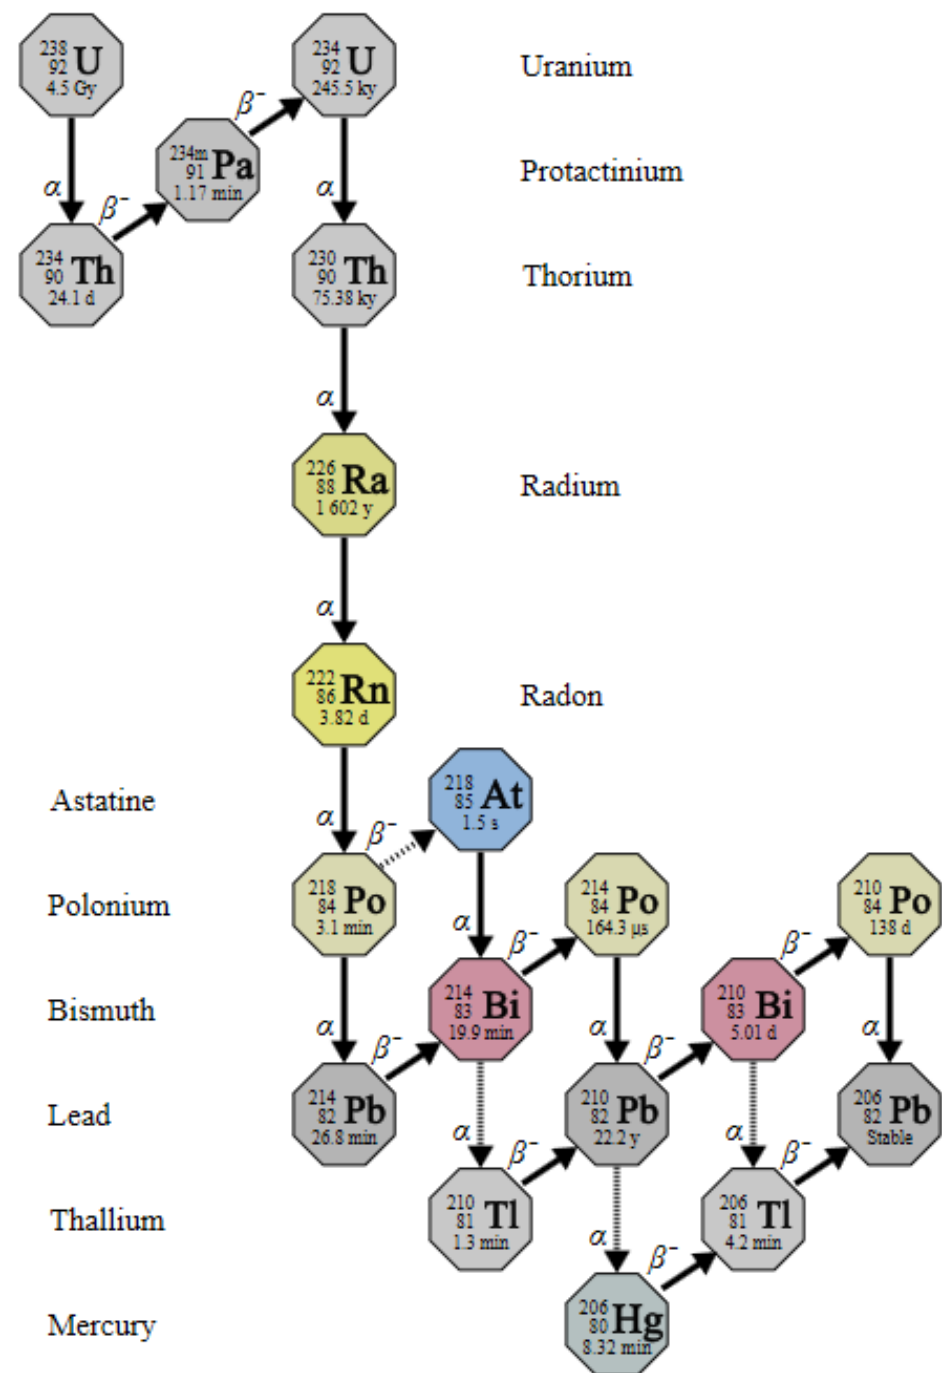 238
92 U
4.5 Gy
234
92 U
245.5 ky
Uranium
β⁻
234m
91 Pa
1.17 min
Protactinium
α
β⁻
α
234
90 Th
24.1 d
230
90 Th
75.38 ky
Thorium
α
226
88 Ra
1 602 y
Radium
α
222
86 Rn
3.82 d
Radon
Astatine
218
85 At
1.5 s
α
β⁻
Polonium
218
84 Po
3.1 min
214
84 Po
164.3 µs
210
84 Po
138 d
α
β⁻
β⁻
Bismuth
214
83 Bi
19.9 min
210
83 Bi
5.01 d
α
β⁻
α
β⁻
α
Lead
214
82 Pb
26.8 min
210
82 Pb
22.2 y
206
82 Pb
Stable
α
β⁻
α
β⁻
Thallium
210
81 Tl
1.3 min
206
81 Tl
4.2 min
α
β⁻
Mercury
206
80 Hg
8.32 min